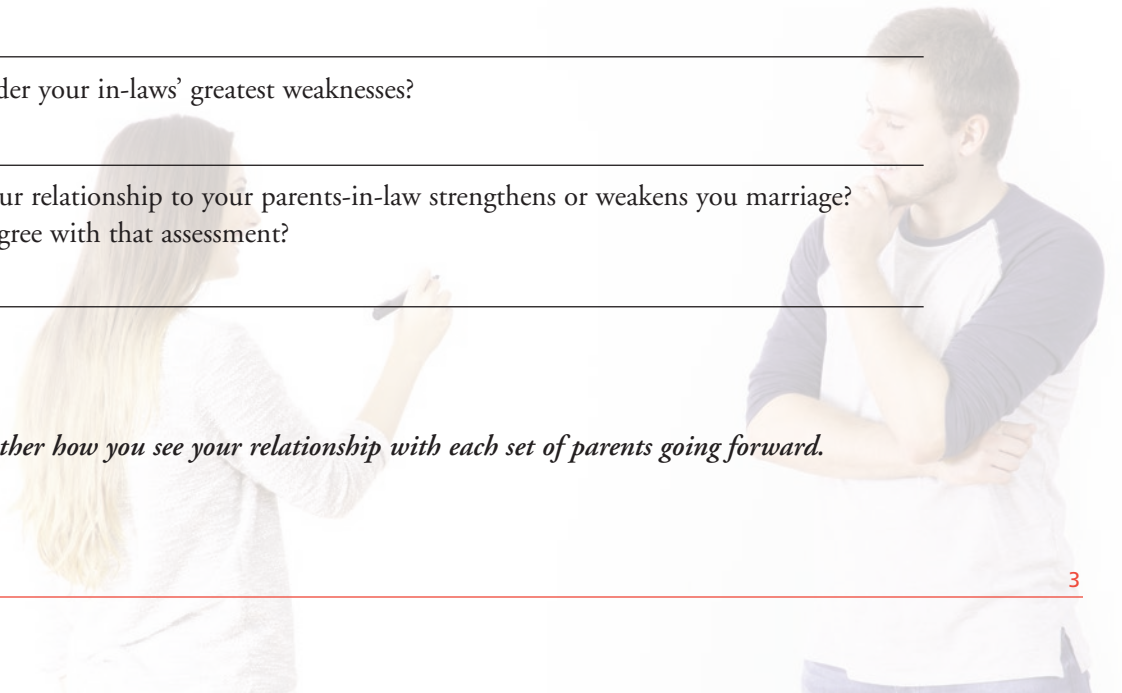 der your in-laws’ greatest weaknesses?
ur relationship to your parents-in-law strengthens or weakens you marriage?
gree with that assessment?
ther how you see your relationship with each set of parents going forward.
3